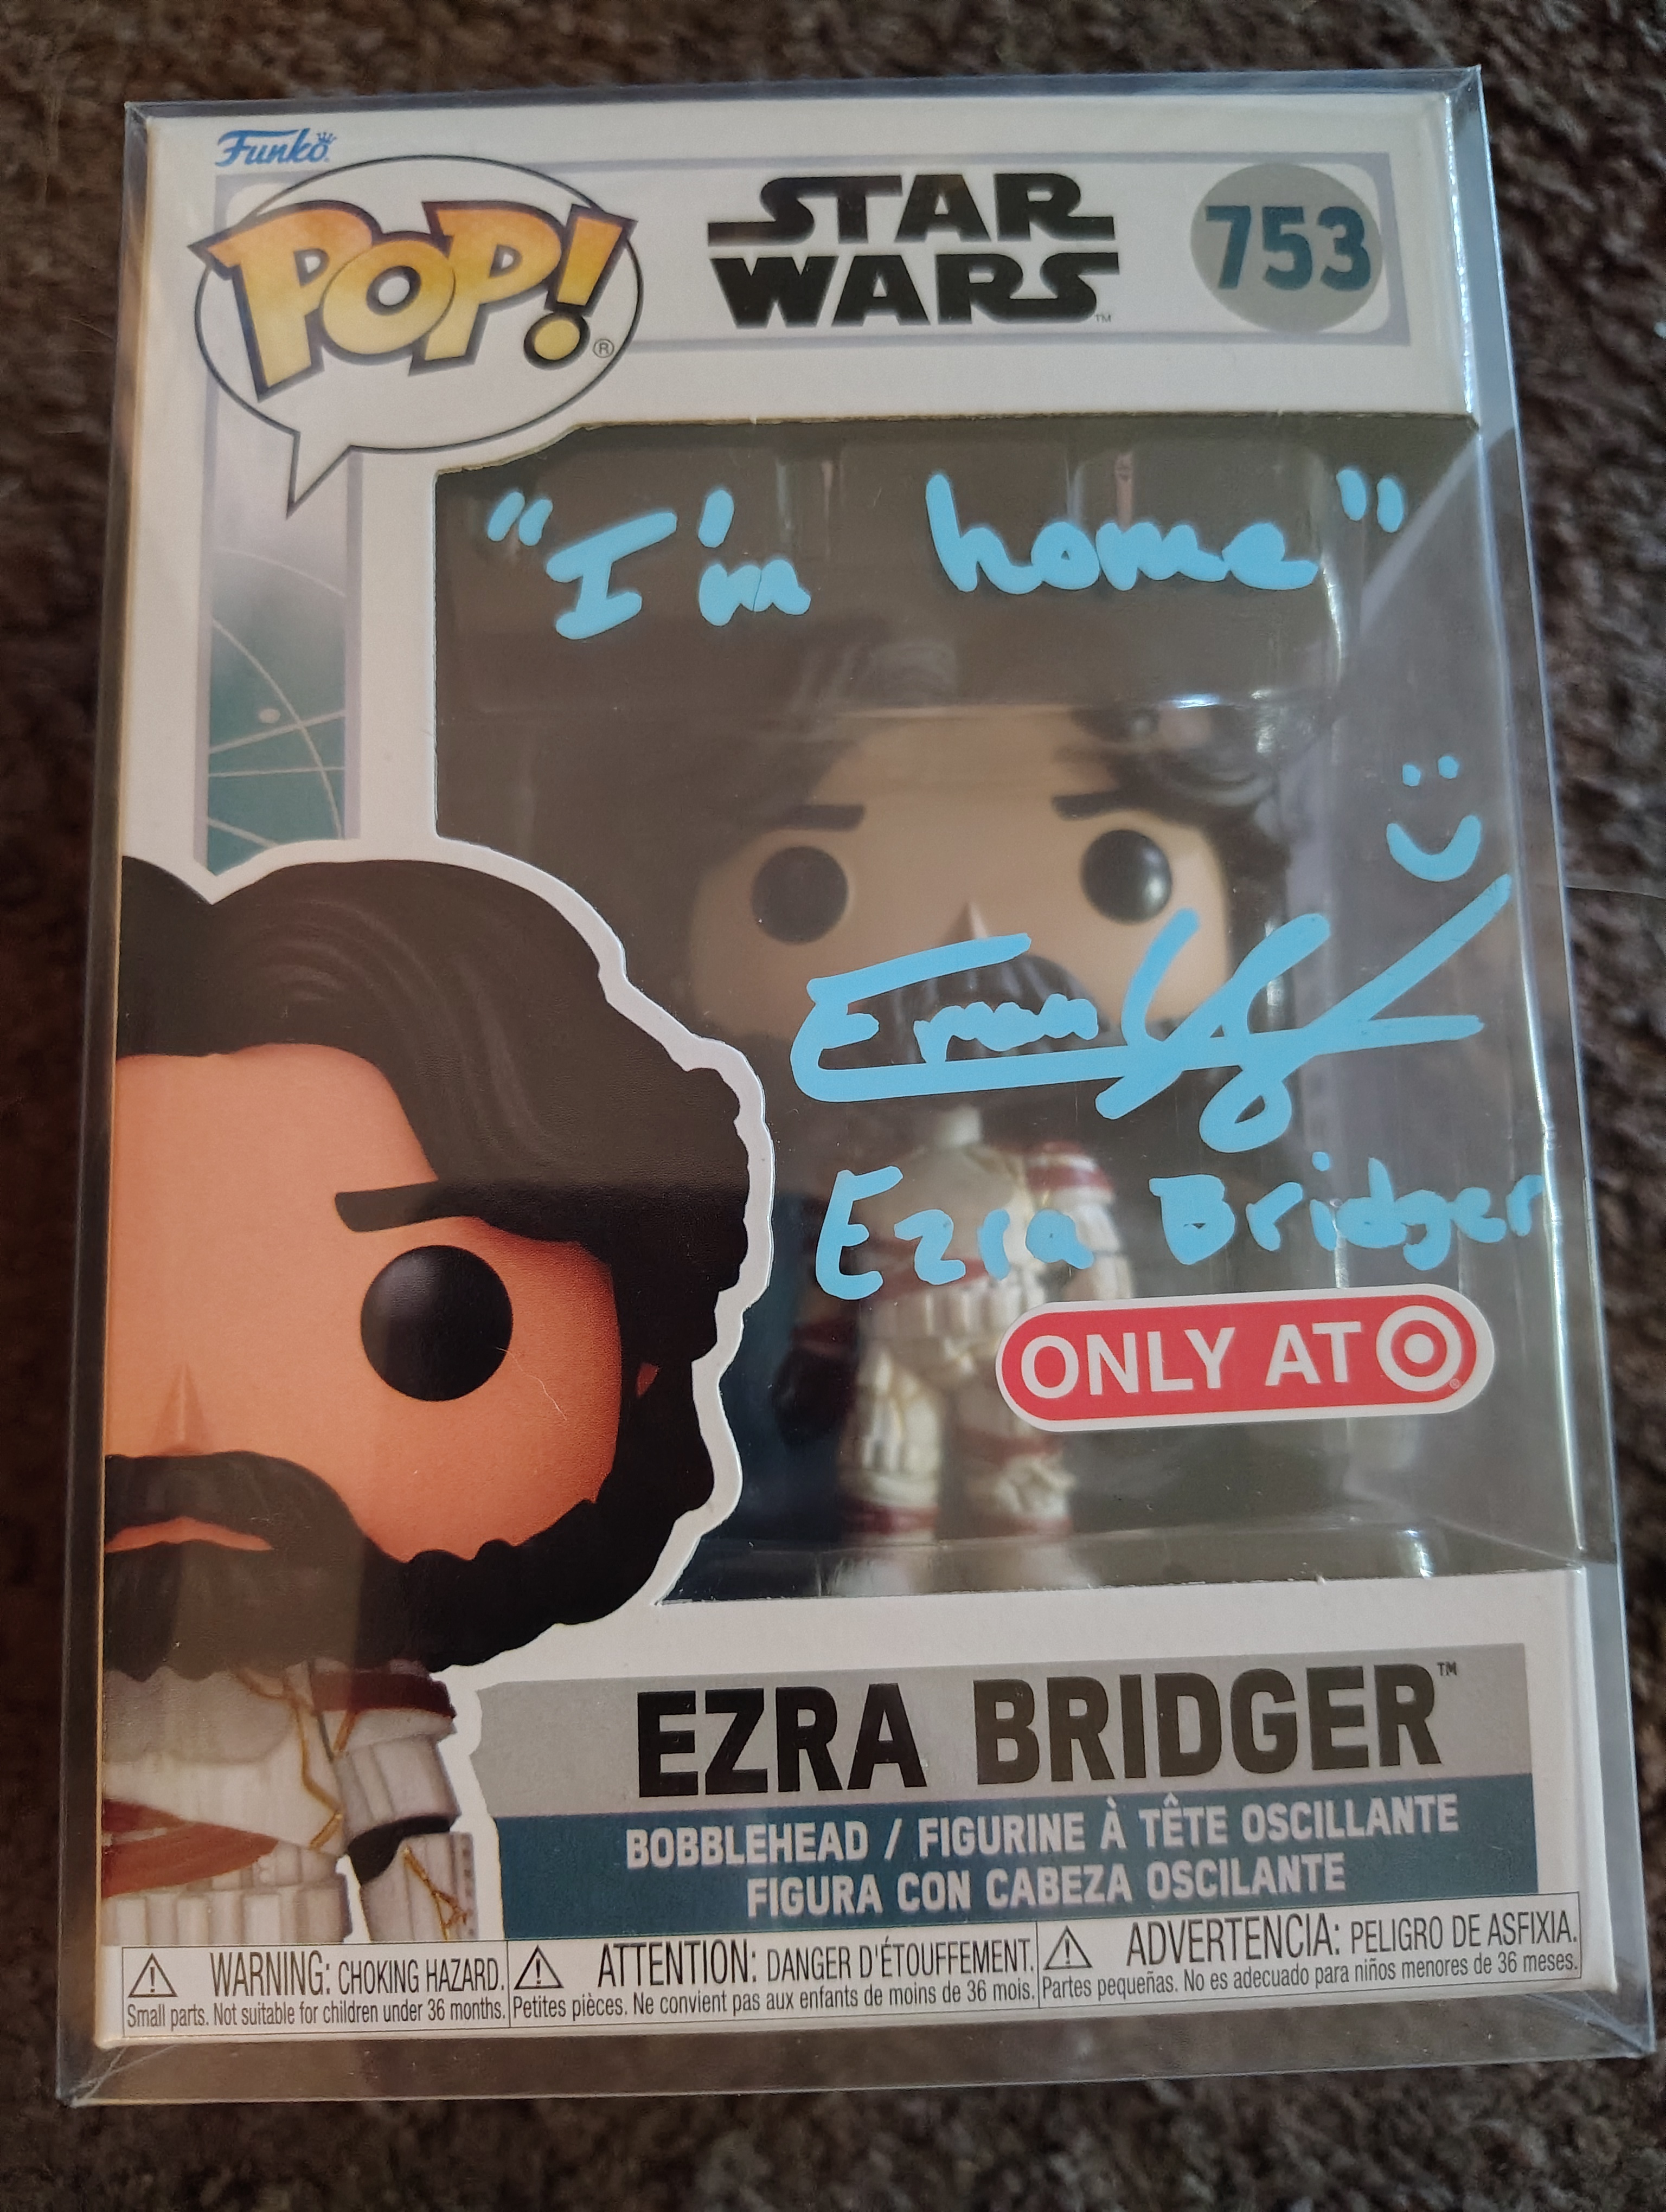 Funko
POP!®
STAR
WARS™
753
"I'm home"
Ezra Bridger
ONLY AT
EZRA BRIDGER™
BOBBLEHEAD / FIGURINE À TÊTE OSCILLANTE
FIGURA CON CABEZA OSCILANTE
WARNING: CHOKING HAZARD.
Small parts. Not suitable for children under 36 months.
ATTENTION: DANGER D'ÉTOUFFEMENT.
Petites pièces. Ne convient pas aux enfants de moins de 36 mois.
ADVERTENCIA: PELIGRO DE ASFIXIA.
Partes pequeñas. No es adecuado para niños menores de 36 meses.